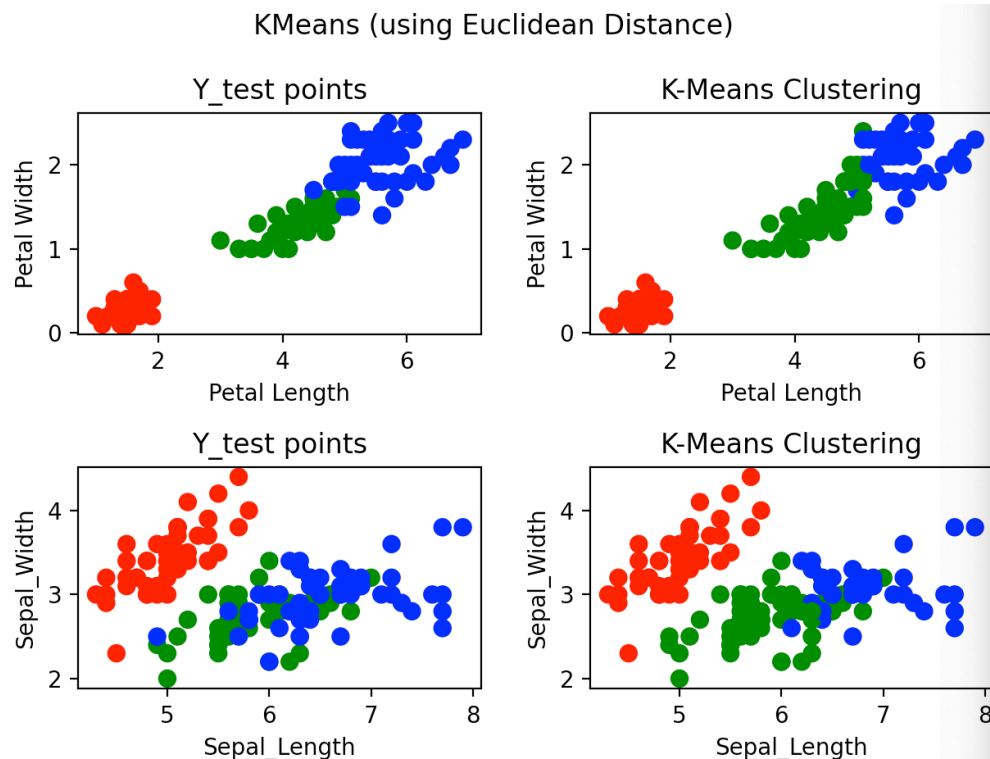 KMeans (using Euclidean Distance)
Y_test points
K-Means Clustering
Petal Width
2
1
0
2
4
6
Petal Length
Petal Width
2
1
0
2
4
6
Petal Length
Y_test points
K-Means Clustering
Sepal_Width
4
3
2
5
6
7
8
Sepal_Length
Sepal_Width
4
3
2
5
6
7
8
Sepal_Length